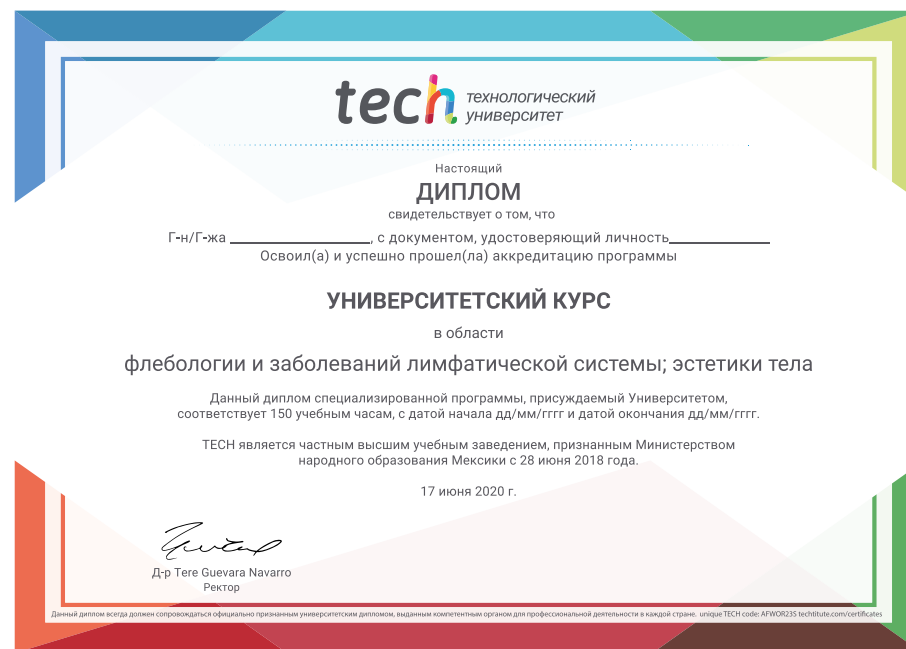 tech технологический
университет
Настоящий
ДИПЛОМ
свидетельствует о том, что
Г-н/Г-жа ____________________, с документом, удостоверяющий личность______________
Освоил(а) и успешно прошел(ла) аккредитацию программы
УНИВЕРСИТЕТСКИЙ КУРС
в области
флебологии и заболеваний лимфатической системы; эстетики тела
Данный диплом специализированной программы, присуждаемый Университетом,
соответствует 150 учебным часам, с датой начала дд/мм/гггг и датой окончания дд/мм/гггг.
TECH является частным высшим учебным заведением, признанным Министерством
народного образования Мексики с 28 июня 2018 года.
17 июня 2020 г.
Д-р Tere Guevara Navarro
Ректор
Данный диплом всегда должен сопровождаться официально признанным университетским дипломом, выданным компетентным органом для профессиональной деятельности в каждой стране. unique TECH code: AFWOR23S techtitute.com/certificates